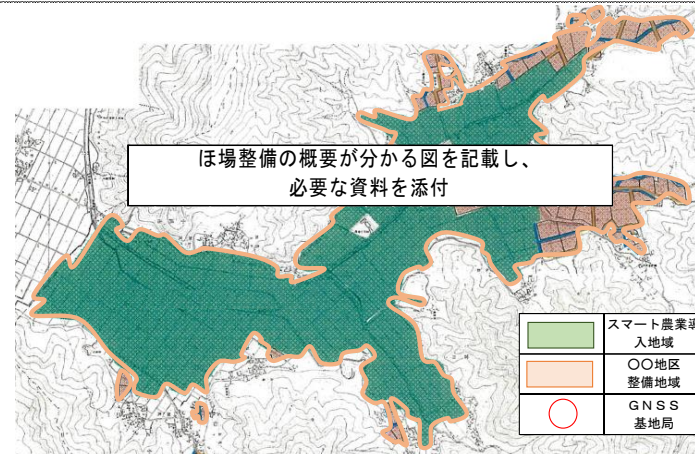 ほ場整備の概要が分かる図を記載し、
必要な資料を添付
スマート農業導
入地域
〇〇地区
整備地域
ＧＮＳＳ
基地局